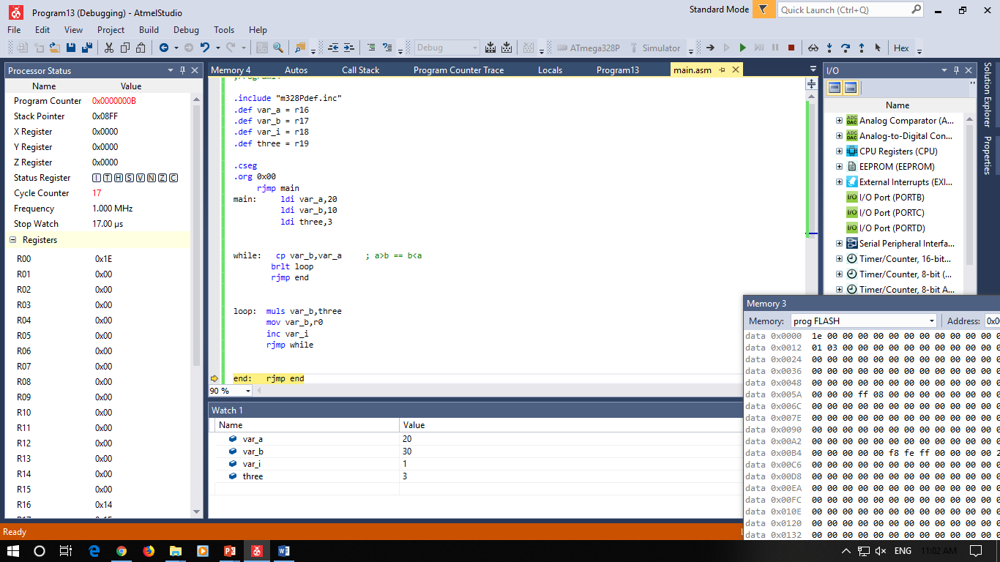 Program13 (Debugging) - AtmelStudio
Standard Mode
Quick Launch (Ctrl+Q)
File Edit View Project Build Debug Tools Help
Debug
ATmega328P
Simulator
Hex
Processor Status
Name Value
Program Counter 0x0000000B
Stack Pointer 0x08FF
X Register 0x0000
Y Register 0x0000
Z Register 0x0000
Status Register I T H S V N Z C
Cycle Counter 17
Frequency 1.000 MHz
Stop Watch 17.00 µs
Registers
R00 0x1E
R01 0x00
R02 0x00
R03 0x00
R04 0x00
R05 0x00
R06 0x00
R07 0x00
R08 0x00
R09 0x00
R10 0x00
R11 0x00
R12 0x00
R13 0x00
R14 0x00
R15 0x00
R16 0x14
Memory 4 Autos Call Stack Program Counter Trace Locals Program13 main.asm
.include "m328Pdef.inc"
.def var_a = r16
.def var_b = r17
.def var_i = r18
.def three = r19
.cseg
.org 0x00
rjmp main
main: ldi var_a,20
ldi var_b,10
ldi three,3
while: cp var_b,var_a ; a>b == b<a
brlt loop
rjmp end
loop: muls var_b,three
mov var_b,r0
inc var_i
rjmp while
end: rjmp end
90 %
Watch 1
Name Value
var_a 20
var_b 30
var_i 1
three 3
I/O
Name
Analog Comparator (A...
Analog-to-Digital Con...
CPU Registers (CPU)
EEPROM (EEPROM)
External Interrupts (EXI...
I/O Port (PORTB)
I/O Port (PORTC)
I/O Port (PORTD)
Serial Peripheral Interfa...
Timer/Counter, 16-bit...
Timer/Counter, 8-bit (...
Timer/Counter, 8-bit A...
Solution Explorer
Properties
Memory 3
Memory: prog FLASH Address: 0x0
data 0x0000 1e 00 00 00 00 00 00 00 00 00 00 00
data 0x0012 01 03 00 00 00 00 00 00 00 00 00 00
data 0x0024 00 00 00 00 00 00 00 00 00 00 00 00
data 0x0036 00 00 00 00 00 00 00 00 00 00 00 00
data 0x0048 00 00 00 00 00 00 00 00 00 00 00 00
data 0x005A 00 00 00 ff 08 00 00 00 00 00 00 00
data 0x006C 00 00 00 00 00 00 00 00 00 00 00 00
data 0x007E 00 00 00 00 00 00 00 00 00 00 00 00
data 0x0090 00 00 00 00 00 00 00 00 00 00 00 00
data 0x00A2 00 00 00 00 00 00 00 00 00 00 00 00
data 0x00B4 00 00 00 00 00 f8 fe ff 00 00 00 00
data 0x00C6 00 00 00 00 00 00 00 00 00 00 00 00
data 0x00D8 00 00 00 00 00 00 00 00 00 00 00 00
data 0x00EA 00 00 00 00 00 00 00 00 00 00 00 00
data 0x00FC 00 00 00 00 00 00 00 00 00 00 00 00
data 0x010E 00 00 00 00 00 00 00 00 00 00 00 00
data 0x0120 00 00 00 00 00 00 00 00 00 00 00 00
data 0x0132 00 00 00 00 00 00 00 00 00 00 00 00
Ready
ENG
11:02 AM